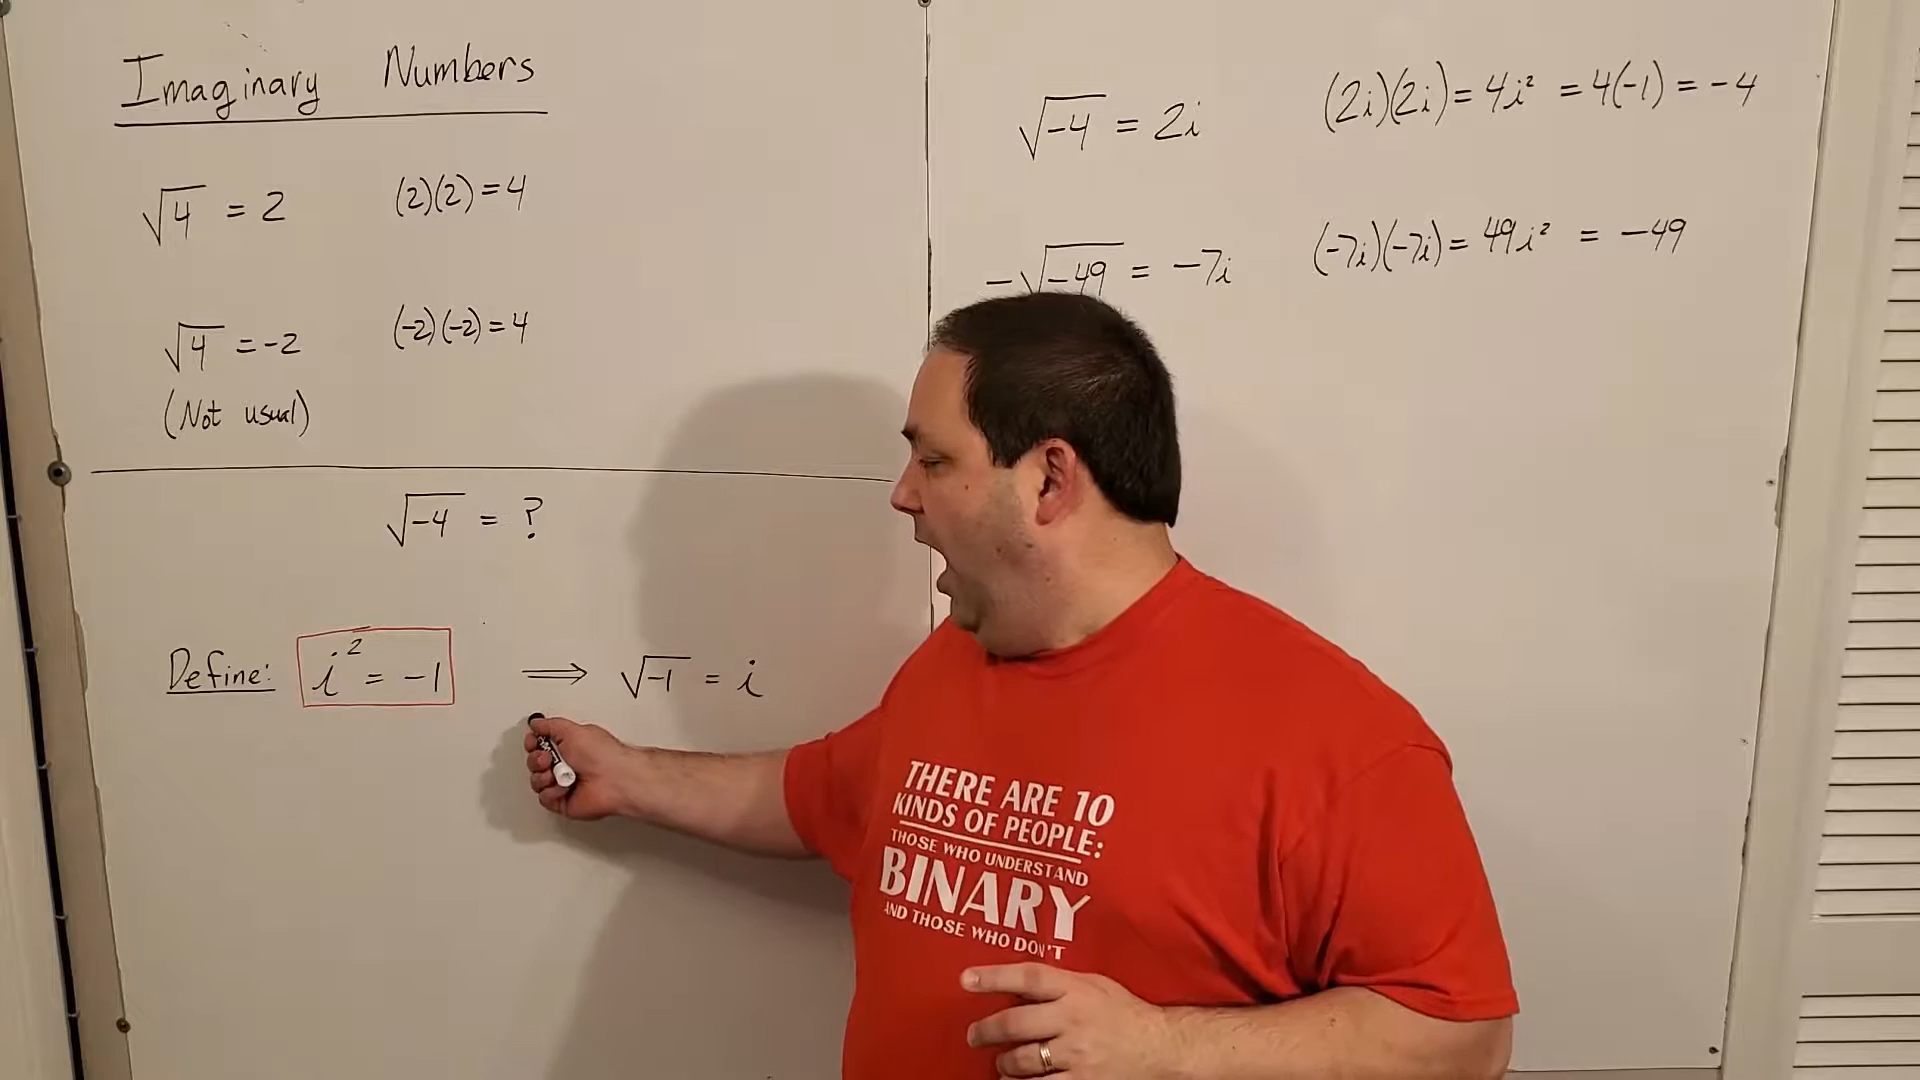 Imaginary Numbers
√4 = 2 (2)(2) = 4
√4 = -2 (-2)(-2) = 4
(Not usual)
√-4 = ?
Define: i² = -1 ⟹ √-1 = i
√-4 = 2i (2i)(2i) = 4i² = 4(-1) = -4
-√-49 = -7i (-7i)(-7i) = 49i² = -49
THERE ARE 10
KINDS OF PEOPLE:
THOSE WHO UNDERSTAND
BINARY
AND THOSE WHO DON'T